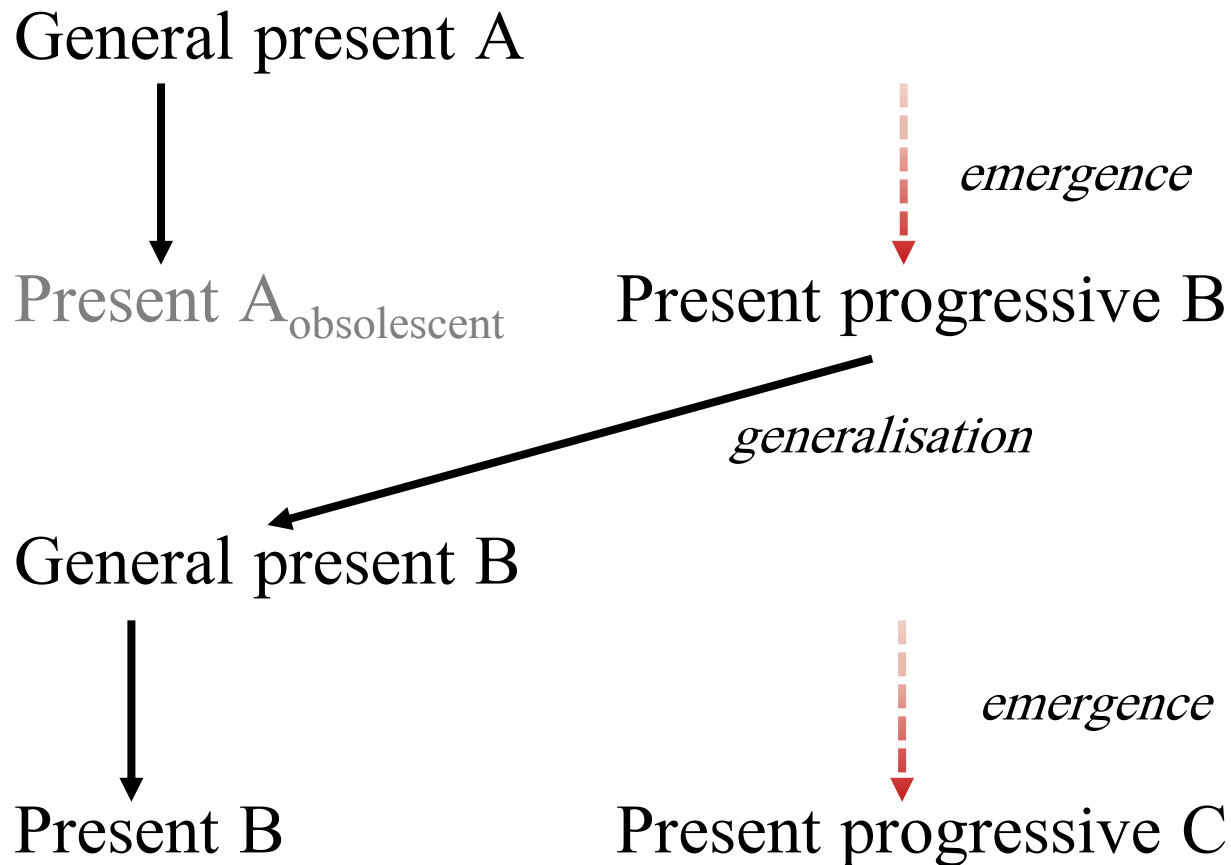 General present A
emergence
Present A obsolescent
Present progressive B
generalisation
General present B
emergence
Present B
Present progressive C